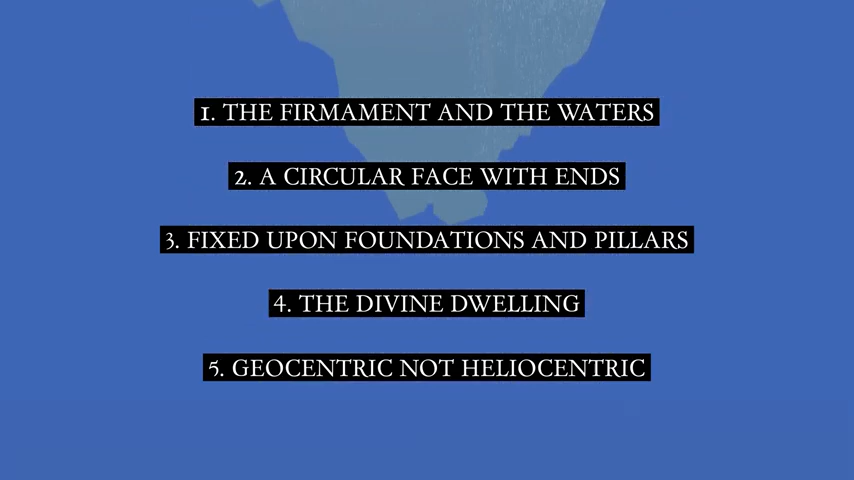 1. THE FIRMAMENT AND THE WATERS
2. A CIRCULAR FACE WITH ENDS
3. FIXED UPON FOUNDATIONS AND PILLARS
4. THE DIVINE DWELLING
5. GEOCENTRIC NOT HELIOCENTRIC